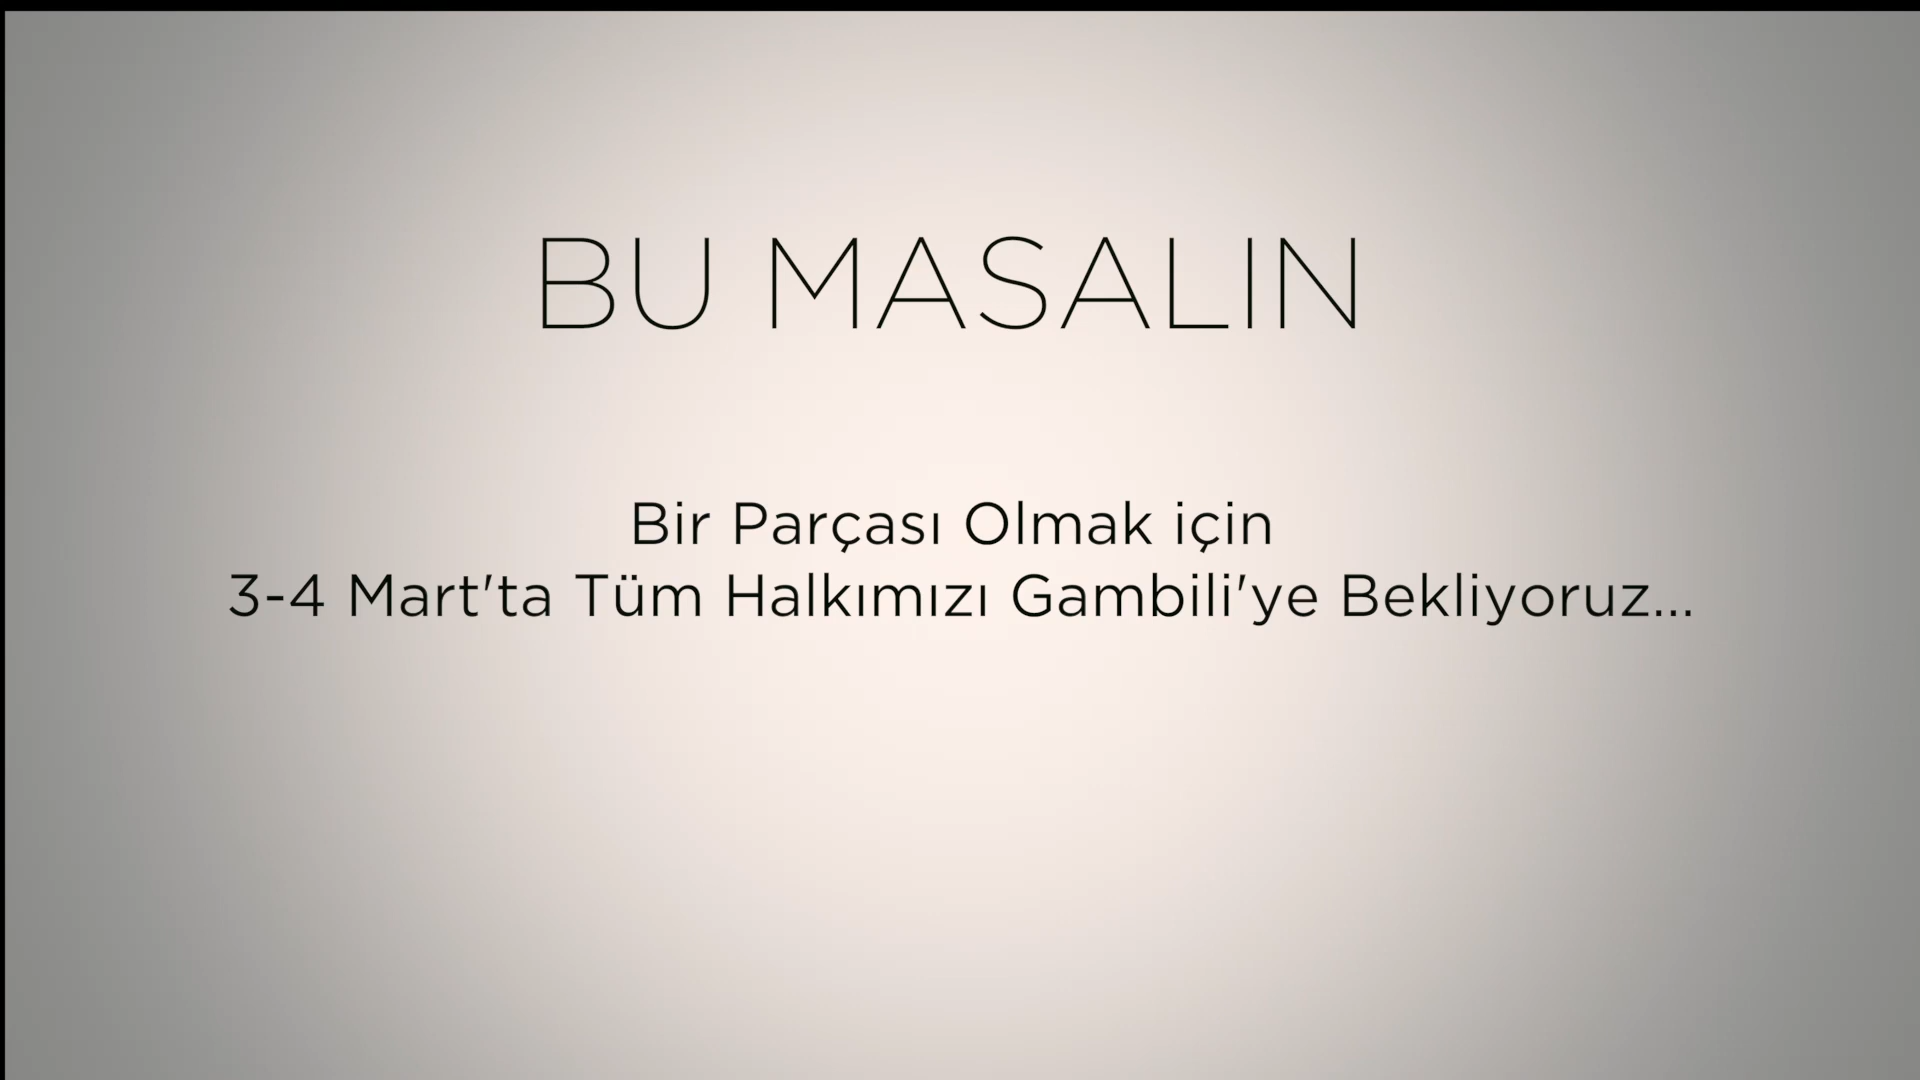 BU MASALIN
Bir Parçası Olmak için
3-4 Mart'ta Tüm Halkımızı Gambili'ye Bekliyoruz...